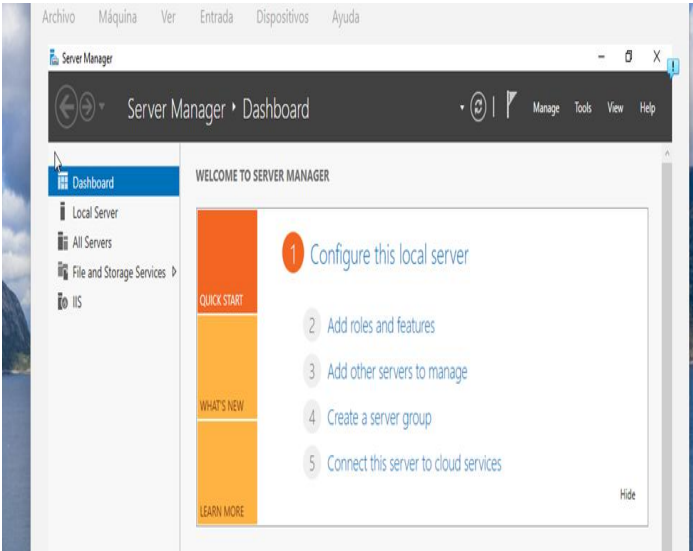 Archivo Máquina Ver Entrada Dispositivos Ayuda
Server Manager
Server Manager • Dashboard
Manage Tools View Help
Dashboard
Local Server
All Servers
File and Storage Services
IIS
WELCOME TO SERVER MANAGER
QUICK START
WHAT'S NEW
LEARN MORE
1 Configure this local server
2 Add roles and features
3 Add other servers to manage
4 Create a server group
5 Connect this server to cloud services
Hide